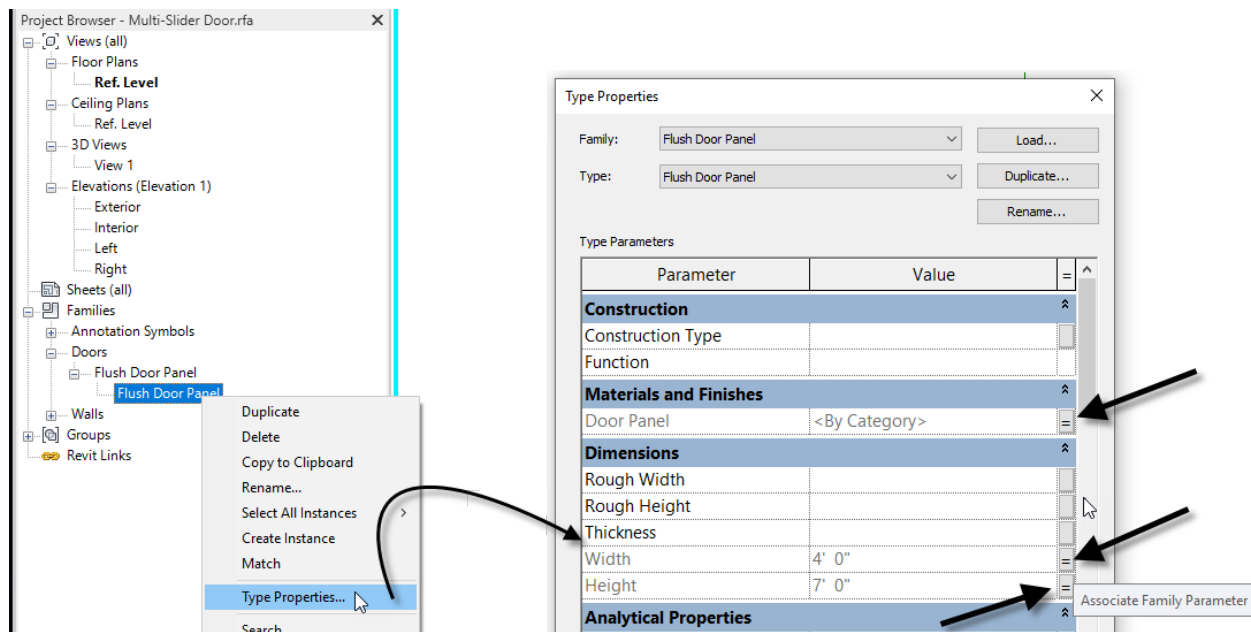 Project Browser - Multi-Slider Door.rfa
Views (all)
Floor Plans
Ref. Level
Ceiling Plans
Ref. Level
3D Views
View 1
Elevations (Elevation 1)
Exterior
Interior
Left
Right
Sheets (all)
Families
Annotation Symbols
Doors
Flush Door Panel
Flush Door Panel
Walls
Groups
Revit Links
Duplicate
Delete
Copy to Clipboard
Rename...
Select All Instances
Create Instance
Match
Type Properties...
Search
Type Properties
Family: Flush Door Panel Load...
Type: Flush Door Panel Duplicate...
Rename...
Type Parameters
Parameter Value =
Construction
Construction Type
Function
Materials and Finishes
Door Panel <By Category> =
Dimensions
Rough Width
Rough Height
Thickness
Width 4' 0" =
Height 7' 0" =
Associate Family Parameter
Analytical Properties